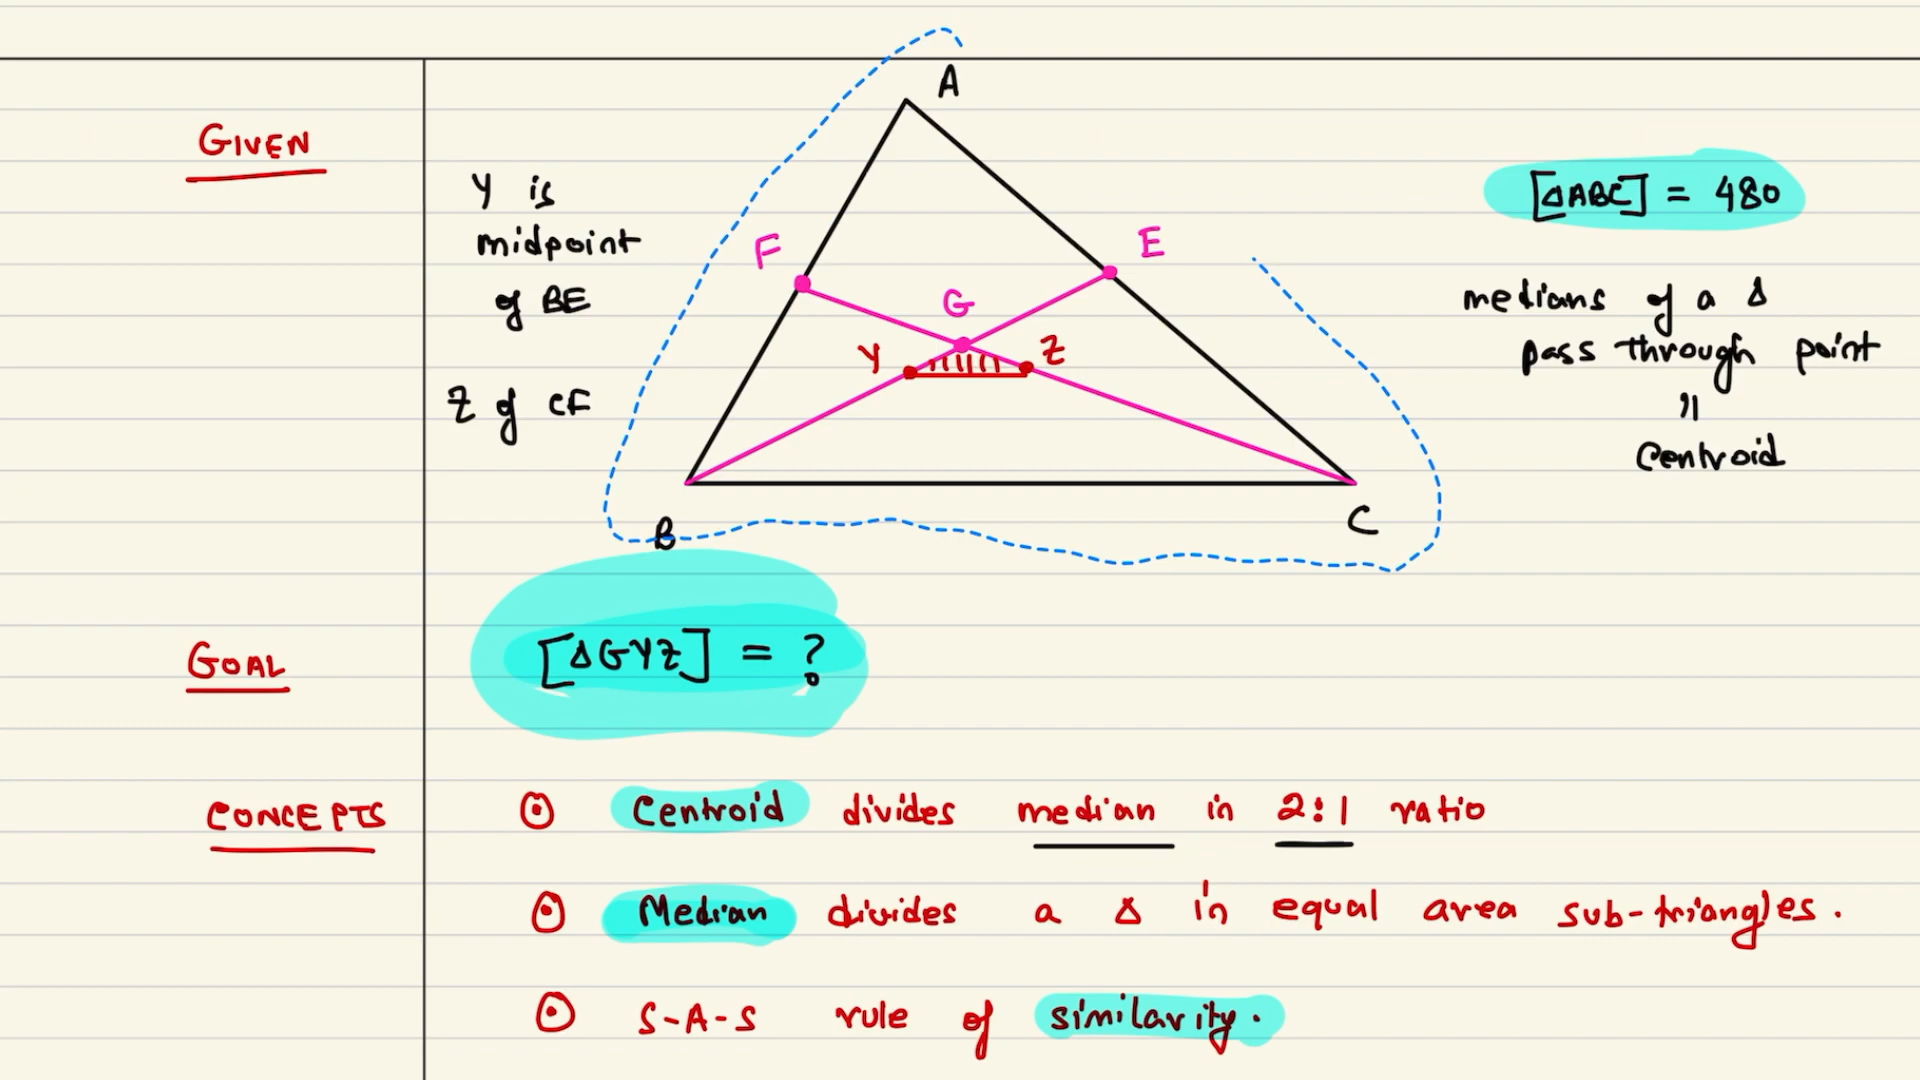 A
GIVEN
Y is
midpoint
of BE
Z of CF
F
E
G
Y
Z
B
C
[ΔABC] = 480
medians of a Δ
pass through point
"
Centroid
GOAL
[ΔGYZ] = ?
CONCEPTS
⊙ Centroid divides median in 2:1 ratio
⊙ Median divides a Δ in equal area sub-triangles.
⊙ S-A-S rule of similarity.